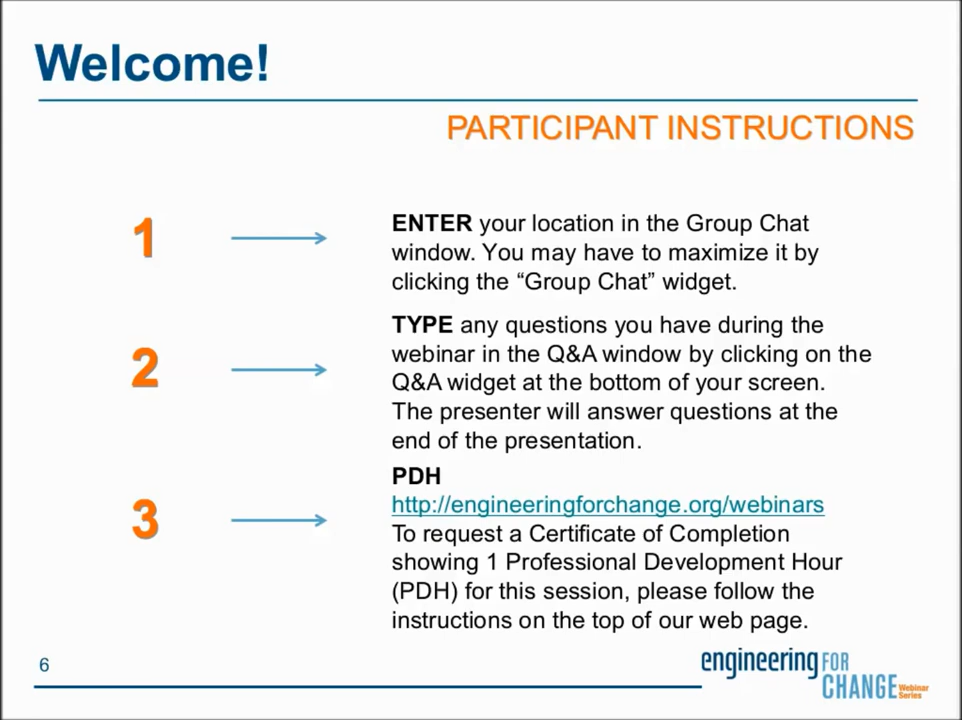 Welcome!
PARTICIPANT INSTRUCTIONS
1
ENTER your location in the Group Chat
window. You may have to maximize it by
clicking the “Group Chat” widget.
2
TYPE any questions you have during the
webinar in the Q&A window by clicking on the
Q&A widget at the bottom of your screen.
The presenter will answer questions at the
end of the presentation.
3
PDH
http://engineeringforchange.org/webinars
To request a Certificate of Completion
showing 1 Professional Development Hour
(PDH) for this session, please follow the
instructions on the top of our web page.
6
engineering FOR
CHANGE Webinar
Series